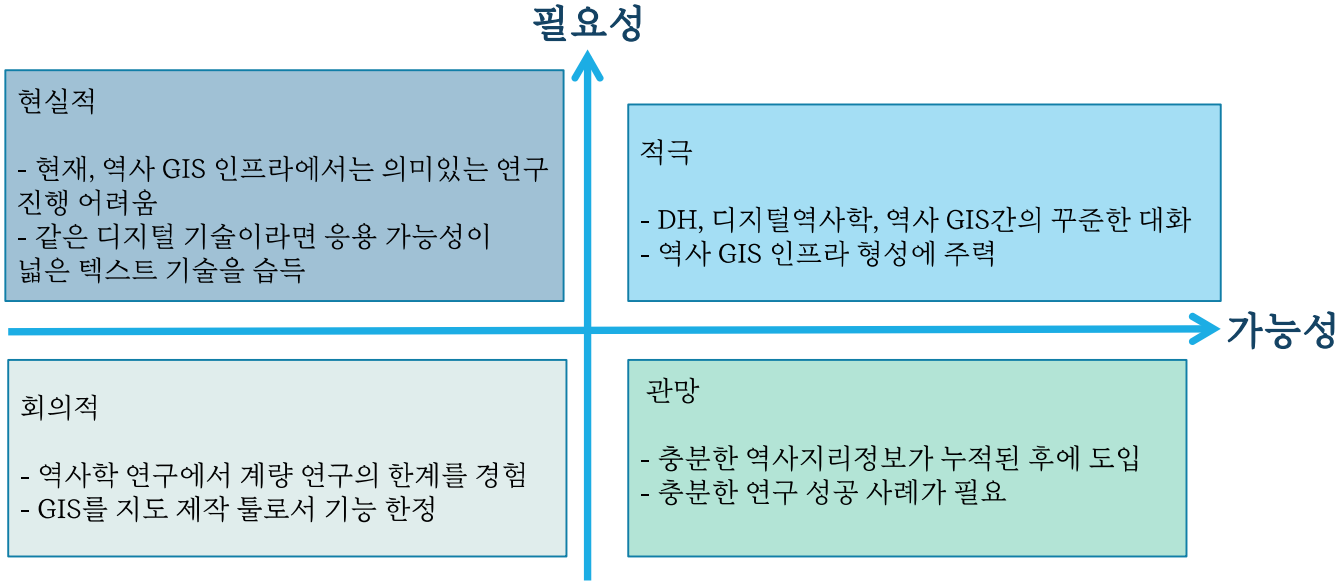 필요성
현실적
- 현재, 역사 GIS 인프라에서는 의미있는 연구
진행 어려움
- 같은 디지털 기술이라면 응용 가능성이
넓은 텍스트 기술을 습득
적극
- DH, 디지털역사학, 역사 GIS간의 꾸준한 대화
- 역사 GIS 인프라 형성에 주력
가능성
회의적
- 역사학 연구에서 계량 연구의 한계를 경험
- GIS를 지도 제작 툴로서 기능 한정
관망
- 충분한 역사지리정보가 누적된 후에 도입
- 충분한 연구 성공 사례가 필요